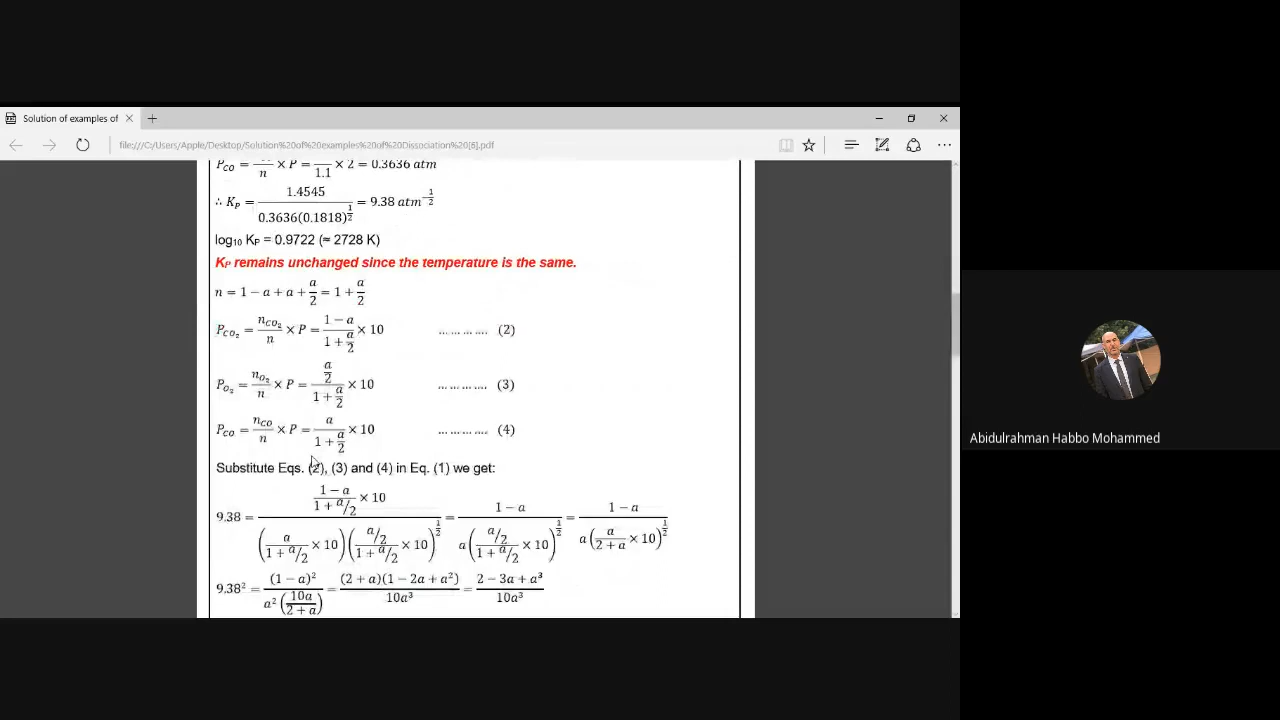 Solution of examples of
file:///C:/Users/Apple/Desktop/Solution%20of%20examples%20of%20Dissociation%20[6].pdf
P_CO = /n × P = /1.1 × 2 = 0.3636 atm
∴ K_P = 1.4545 / 0.3636(0.1818)^(1/2) = 9.38 atm^(-1/2)
log₁₀ K_P = 0.9722 (≈ 2728 K)
K_P remains unchanged since the temperature is the same.
n = 1 − a + a + a/2 = 1 + a/2
P_CO₂ = n_CO₂/n × P = (1 − a)/(1 + a/2) × 10 ............ (2)
P_O₂ = n_O₂/n × P = (a/2)/(1 + a/2) × 10 ............ (3)
P_CO = n_CO/n × P = a/(1 + a/2) × 10 ............ (4)
Substitute Eqs. (2), (3) and (4) in Eq. (1) we get:
9.38 = ((1 − a)/(1 + a/2) × 10) / ((a/(1 + a/2) × 10)((a/2)/(1 + a/2) × 10)^(1/2)) = (1 − a) / (a((a/2)/(1 + a/2) × 10)^(1/2)) = (1 − a) / (a(a/(2 + a) × 10)^(1/2))
9.38² = (1 − a)² / (a²(10a/(2 + a))) = (2 + a)(1 − 2a + a²) / 10a³ = (2 − 3a + a³) / 10a³
Abidulrahman Habbo Mohammed